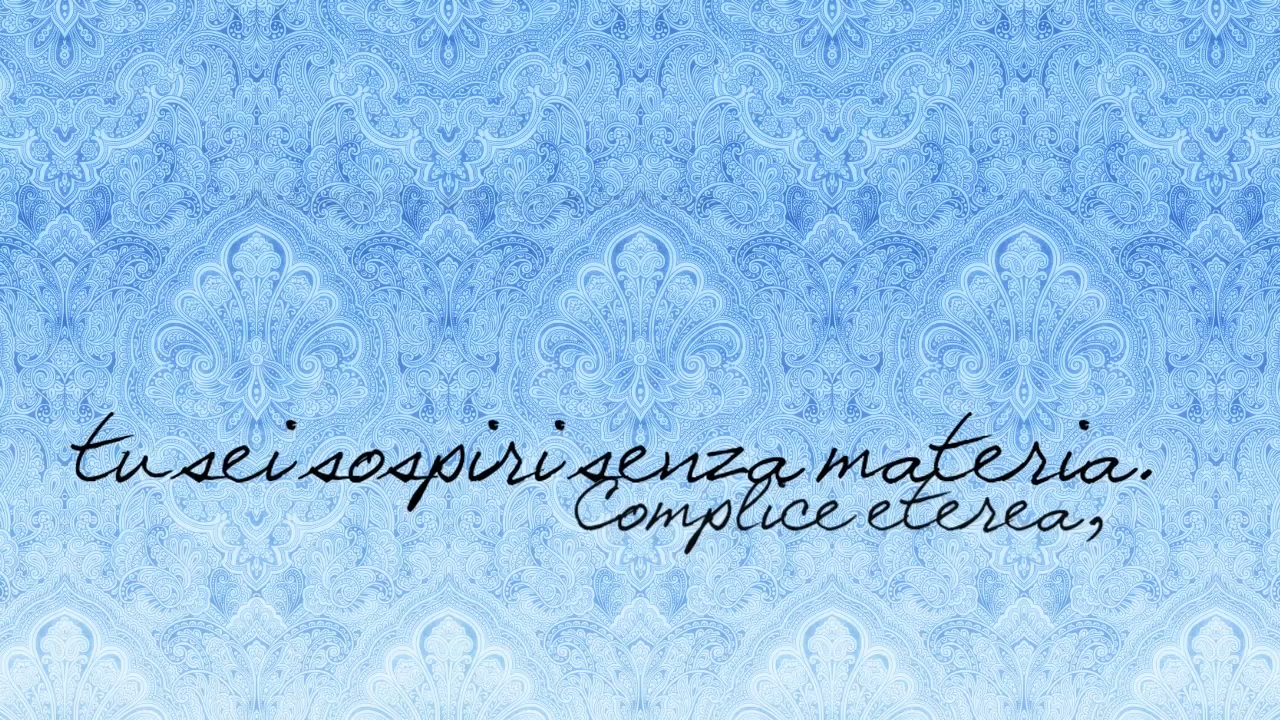 tu sei sospiri senza materia.
Complice eterea,